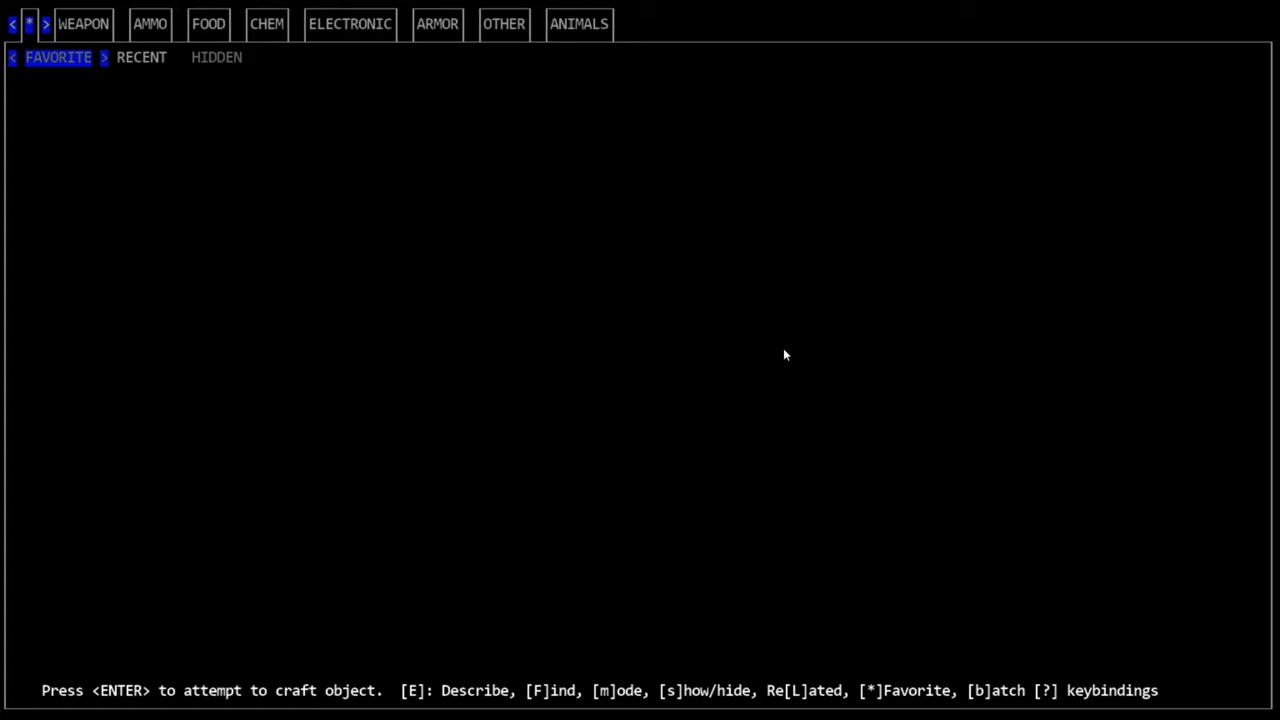 < * > WEAPON AMMO FOOD CHEM ELECTRONIC ARMOR OTHER ANIMALS
< FAVORITE > RECENT HIDDEN
Press <ENTER> to attempt to craft object. [E]: Describe, [F]ind, [m]ode, [s]how/hide, Re[L]ated, [*]Favorite, [b]atch [?] keybindings